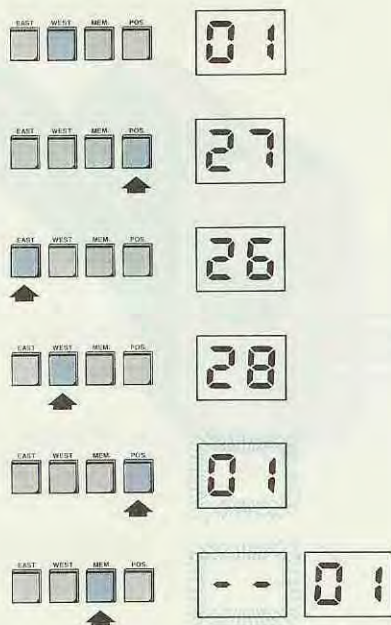 EAST WEST MEM. POS.
01
EAST WEST MEM. POS.
27
EAST WEST MEM. POS.
26
EAST WEST MEM. POS.
28
EAST WEST MEM. POS.
01
EAST WEST MEM. POS.
-- 01